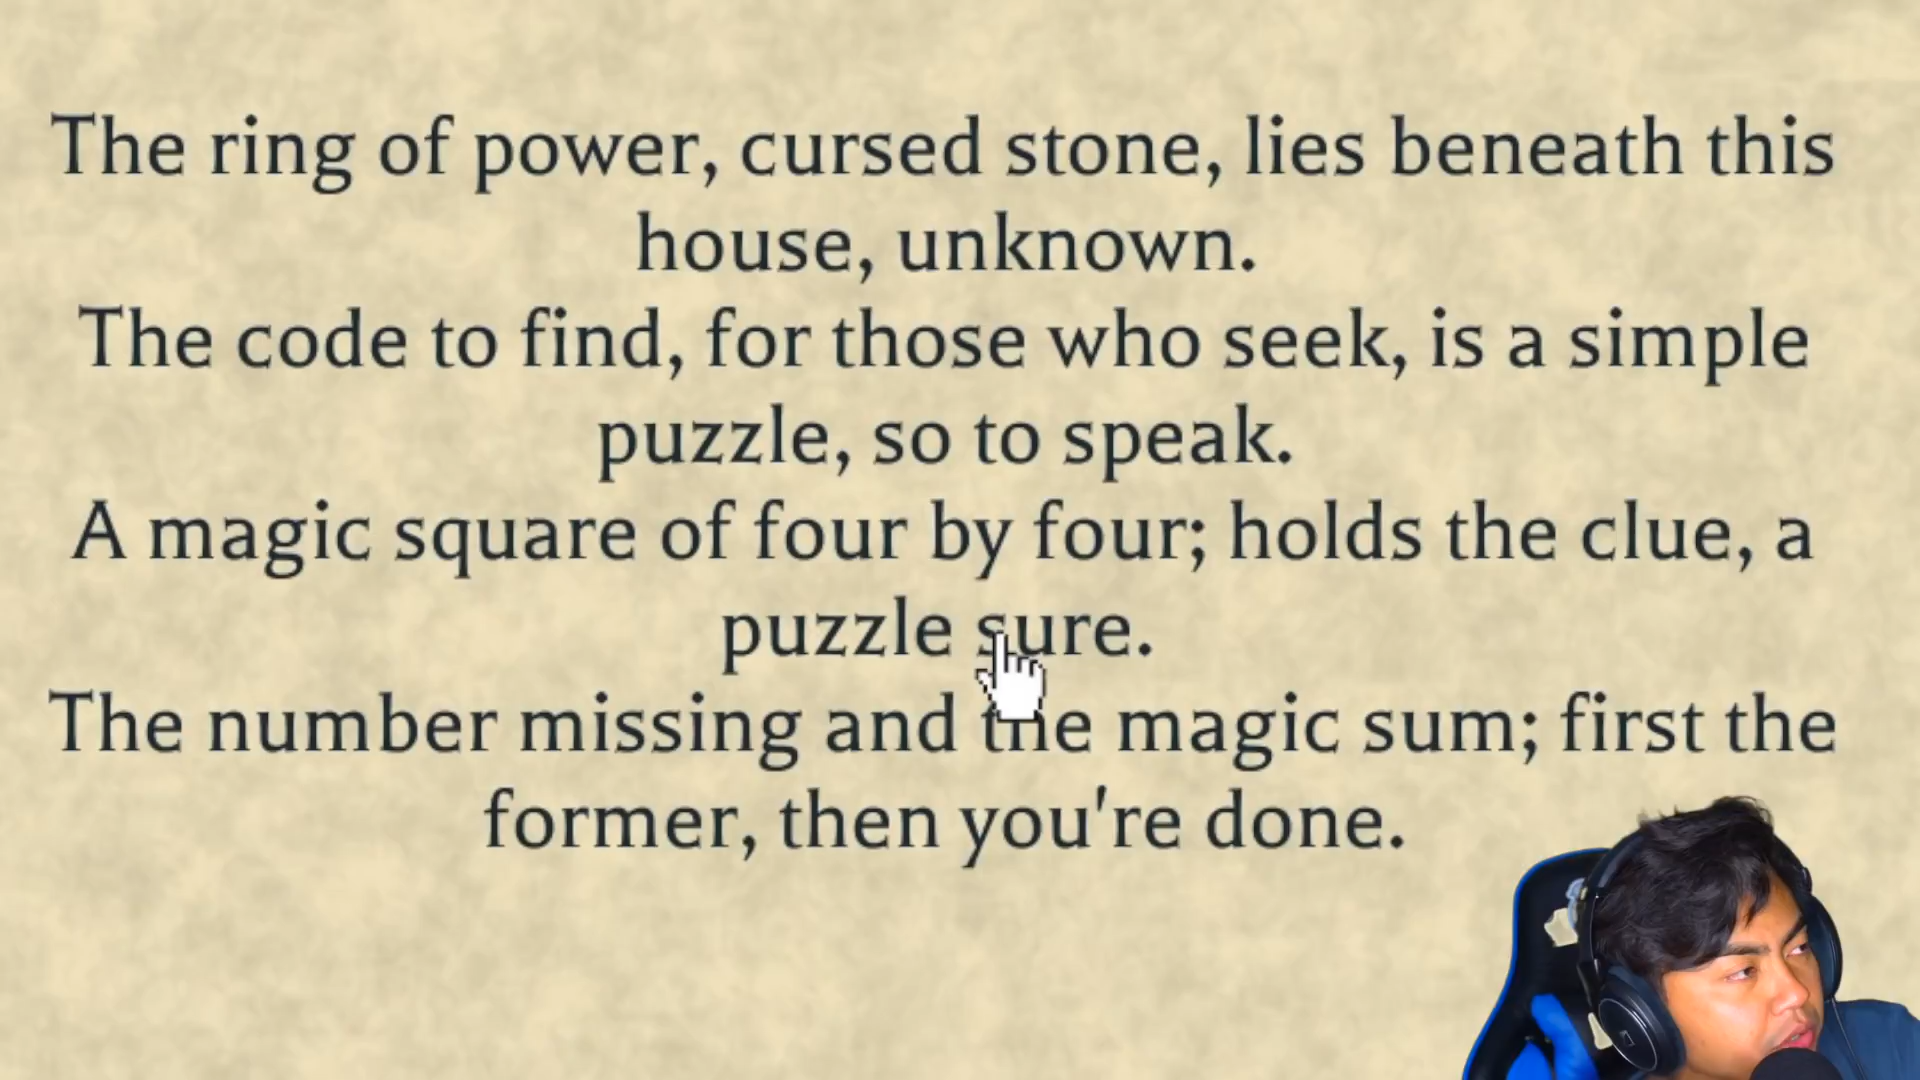 The ring of power, cursed stone, lies beneath this
house, unknown.
The code to find, for those who seek, is a simple
puzzle, so to speak.
A magic square of four by four; holds the clue, a
puzzle sure.
The number missing and the magic sum; first the
former, then you're done.